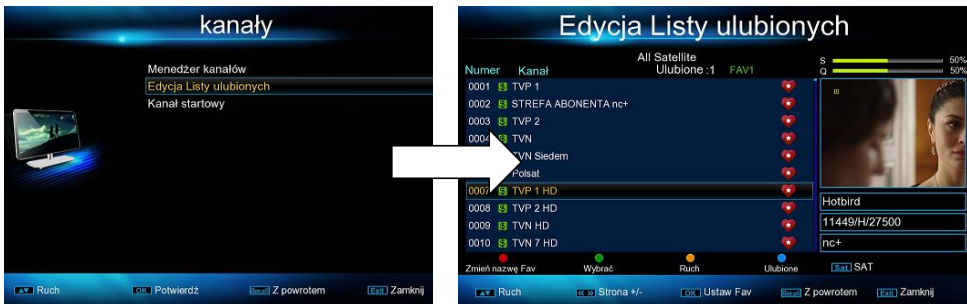 kanały
Menedżer kanałów
Edycja Listy ulubionych
Kanał startowy
▲▼ Ruch
OK Potwierdź
Recall Z powrotem
Exit Zamknij
Edycja Listy ulubionych
All Satellite
Ulubione :1 FAV1
S 50%
Q 50%
Numer Kanał
0001 $ TVP 1
0002 $ STREFA ABONENTA nc+
0003 $ TVP 2
0004 $ TVN
TVN Siedem
Polsat
0007 $ TVP 1 HD
0008 $ TVP 2 HD
0009 $ TVN HD
0010 $ TVN 7 HD
Hotbird
11449/H/27500
nc+
Zmień nazwę Fav
Wybrać
Ruch
Ulubione
Sat SAT
▲▼ Ruch
Strona +/-
OK Ustaw Fav
Recall Z powrotem
Exit Zamknij